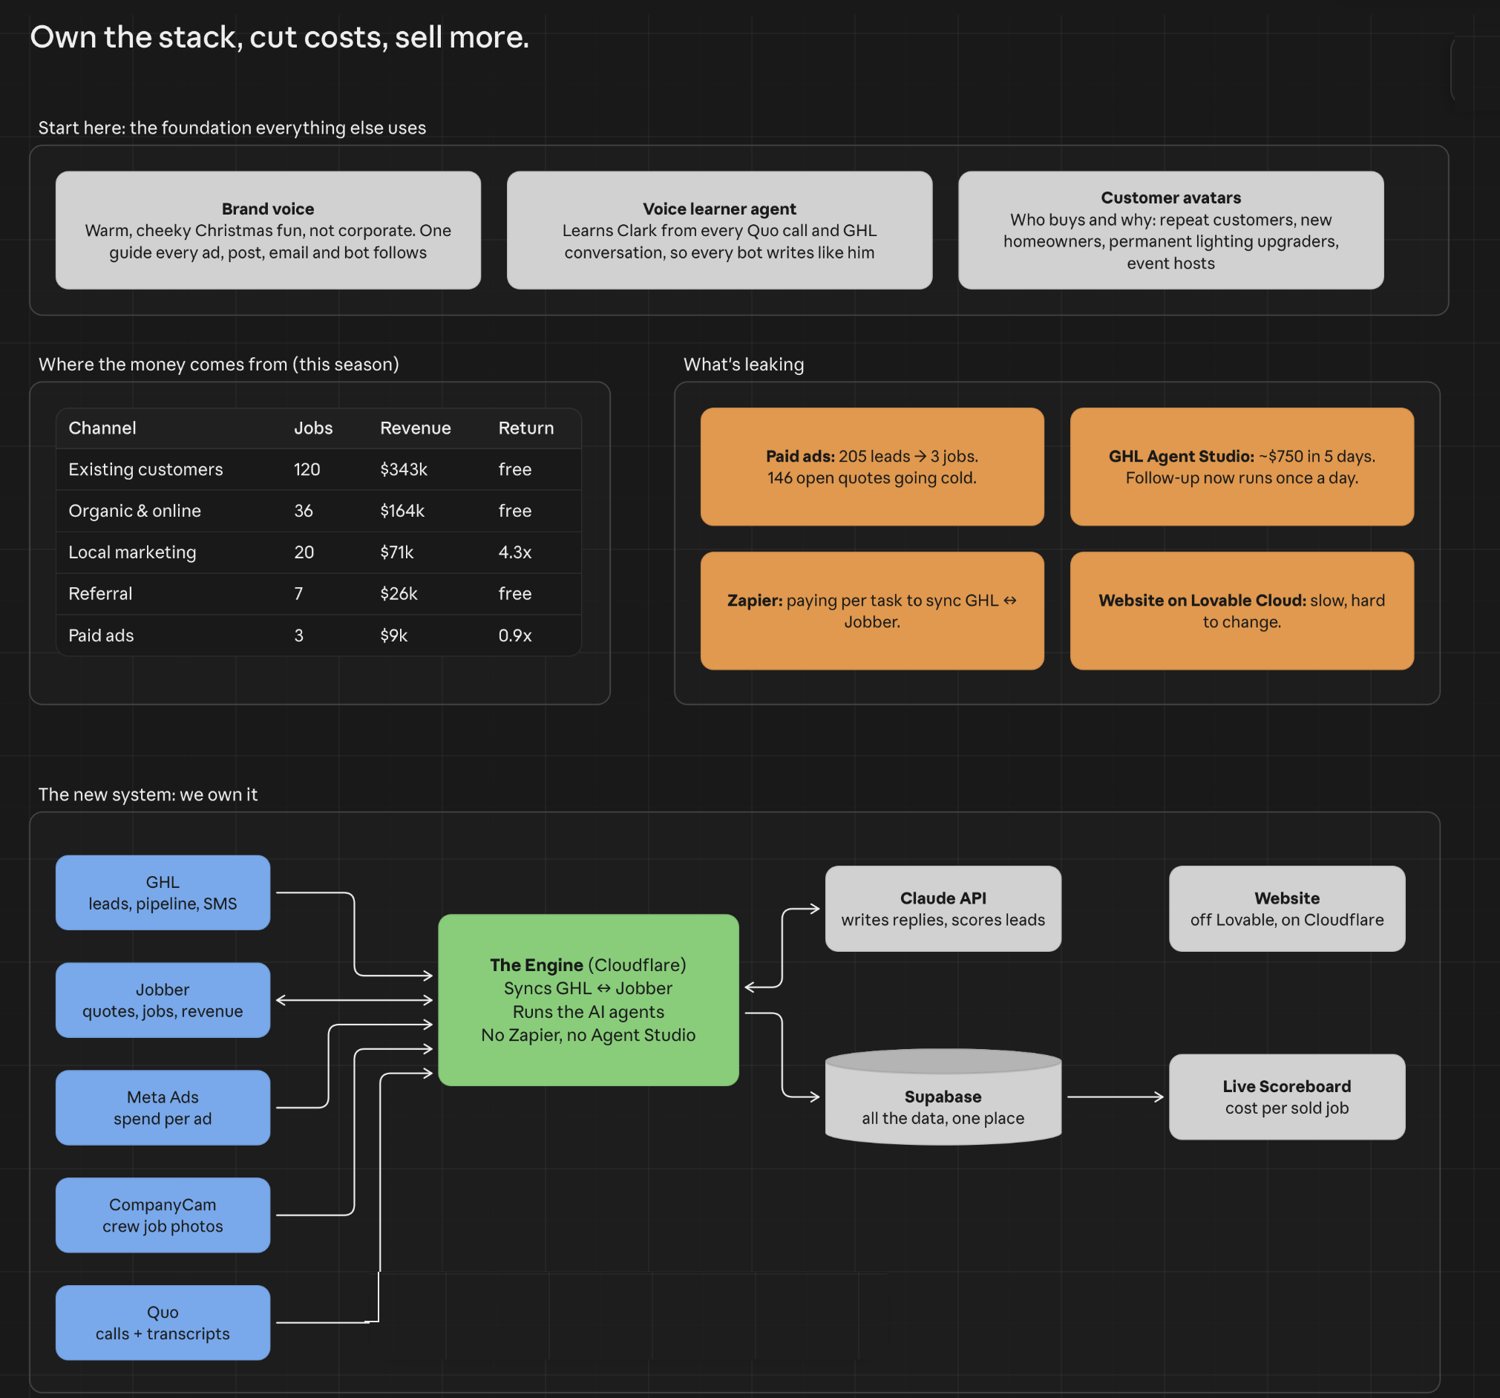 Own the stack, cut costs, sell more.
Start here: the foundation everything else uses
Brand voice
Warm, cheeky Christmas fun, not corporate. One
guide every ad, post, email and bot follows
Voice learner agent
Learns Clark from every Quo call and GHL
conversation, so every bot writes like him
Customer avatars
Who buys and why: repeat customers, new
homeowners, permanent lighting upgraders,
event hosts
Where the money comes from (this season)
Channel Jobs Revenue Return
Existing customers 120 $343k free
Organic & online 36 $164k free
Local marketing 20 $71k 4.3x
Referral 7 $26k free
Paid ads 3 $9k 0.9x
What's leaking
Paid ads: 205 leads → 3 jobs.
146 open quotes going cold.
GHL Agent Studio: ~$750 in 5 days.
Follow-up now runs once a day.
Zapier: paying per task to sync GHL ↔
Jobber.
Website on Lovable Cloud: slow, hard
to change.
The new system: we own it
GHL
leads, pipeline, SMS
Jobber
quotes, jobs, revenue
Meta Ads
spend per ad
CompanyCam
crew job photos
Quo
calls + transcripts
The Engine (Cloudflare)
Syncs GHL ↔ Jobber
Runs the AI agents
No Zapier, no Agent Studio
Claude API
writes replies, scores leads
Website
off Lovable, on Cloudflare
Supabase
all the data, one place
Live Scoreboard
cost per sold job